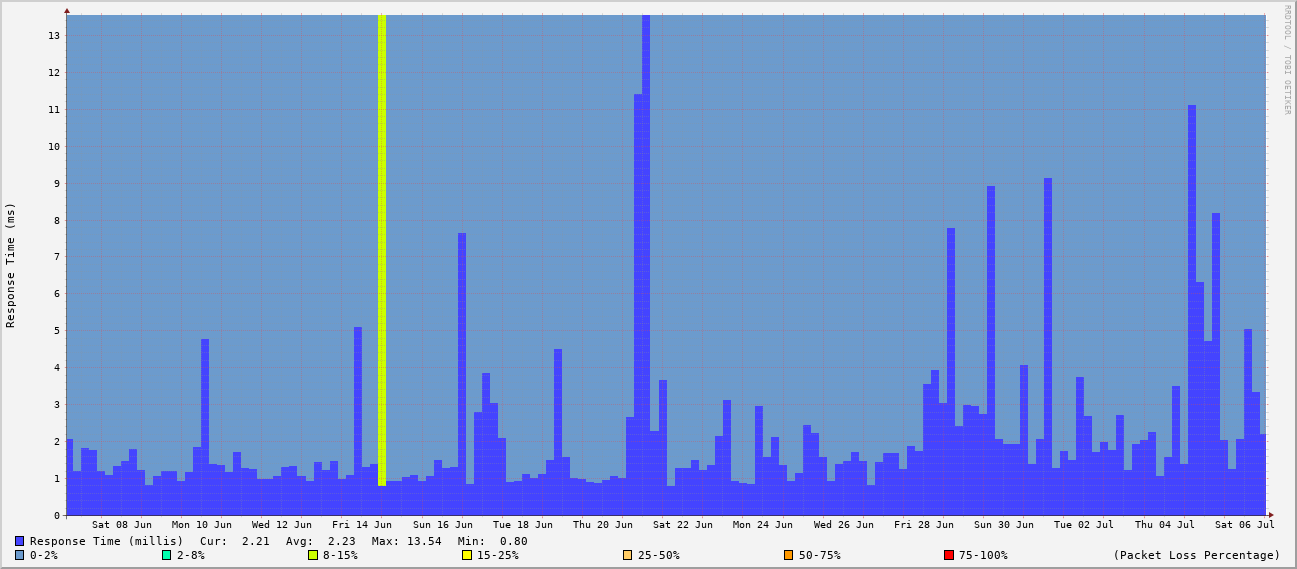 RRDTOOL / TOBI OETIKER
Response Time (ms)
13
12
11
10
9
8
7
6
5
4
3
2
1
0
Sat 08 Jun Mon 10 Jun Wed 12 Jun Fri 14 Jun Sun 16 Jun Tue 18 Jun Thu 20 Jun Sat 22 Jun Mon 24 Jun Wed 26 Jun Fri 28 Jun Sun 30 Jun Tue 02 Jul Thu 04 Jul Sat 06 Jul
Response Time (millis) Cur: 2.21 Avg: 2.23 Max: 13.54 Min: 0.80
0-2% 2-8% 8-15% 15-25% 25-50% 50-75% 75-100% (Packet Loss Percentage)